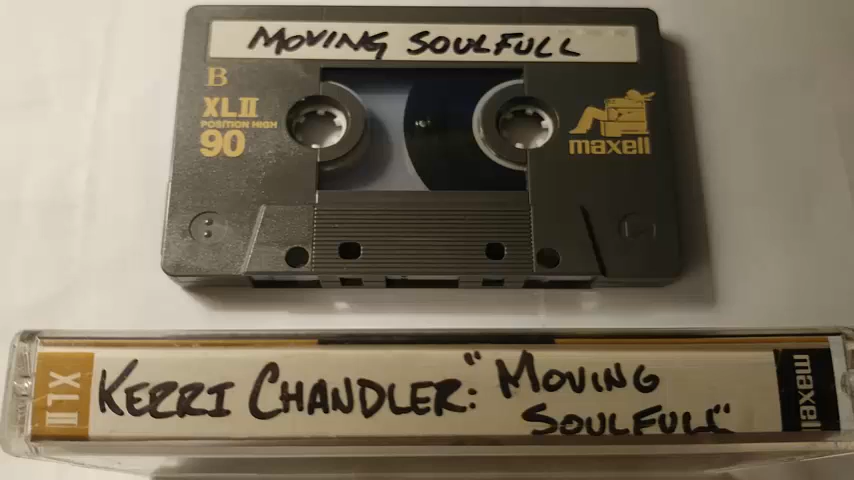 MOVING SOULFULL
B
XLII
POSITION HIGH
90
maxell
XLII
KERRI CHANDLER: "MOVING
SOULFULL"
maxell